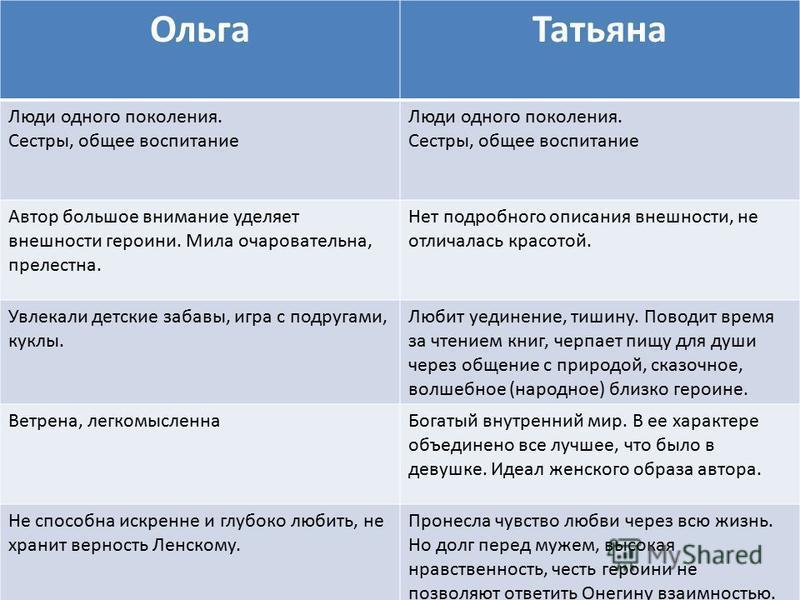 Ольга
Татьяна
Люди одного поколения.
Сестры, общее воспитание
Люди одного поколения.
Сестры, общее воспитание
Автор большое внимание уделяет
внешности героини. Мила очаровательна,
прелестна.
Нет подробного описания внешности, не
отличалась красотой.
Увлекали детские забавы, игра с подругами,
куклы.
Любит уединение, тишину. Поводит время
за чтением книг, черпает пищу для души
через общение с природой, сказочное,
волшебное (народное) близко героине.
Ветрена, легкомысленна
Богатый внутренний мир. В ее характере
объединено все лучшее, что было в
девушке. Идеал женского образа автора.
Не способна искренне и глубоко любить, не
хранит верность Ленскому.
Пронесла чувство любви через всю жизнь.
Но долг перед мужем, высокая
нравственность, честь героини не
позволяют ответить Онегину взаимностью.
MyShared